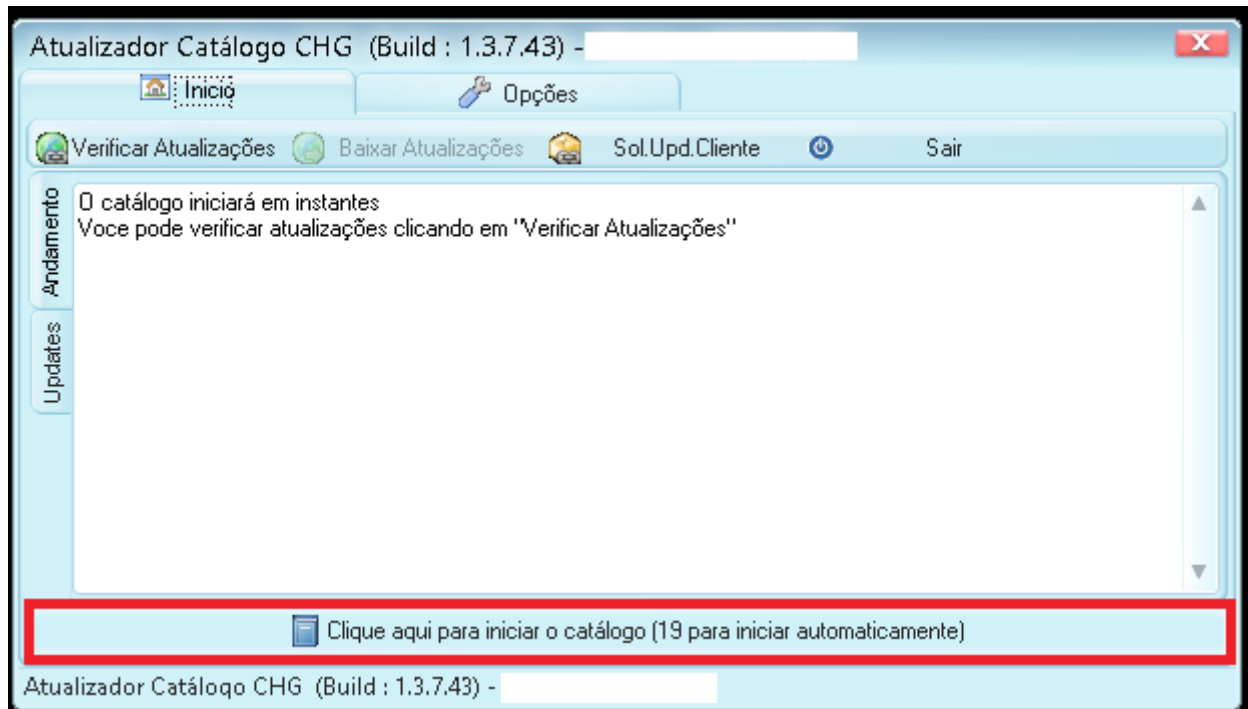 Atualizador Catálogo CHG (Build : 1.3.7.43) -
Inicio Opções
Verificar Atualizações Baixar Atualizações Sol.Upd.Cliente Sair
Andamento
Updates
O catálogo iniciará em instantes
Voce pode verificar atualizações clicando em "Verificar Atualizações"
Clique aqui para iniciar o catálogo (19 para iniciar automaticamente)
Atualizador Catálogo CHG (Build : 1.3.7.43) -